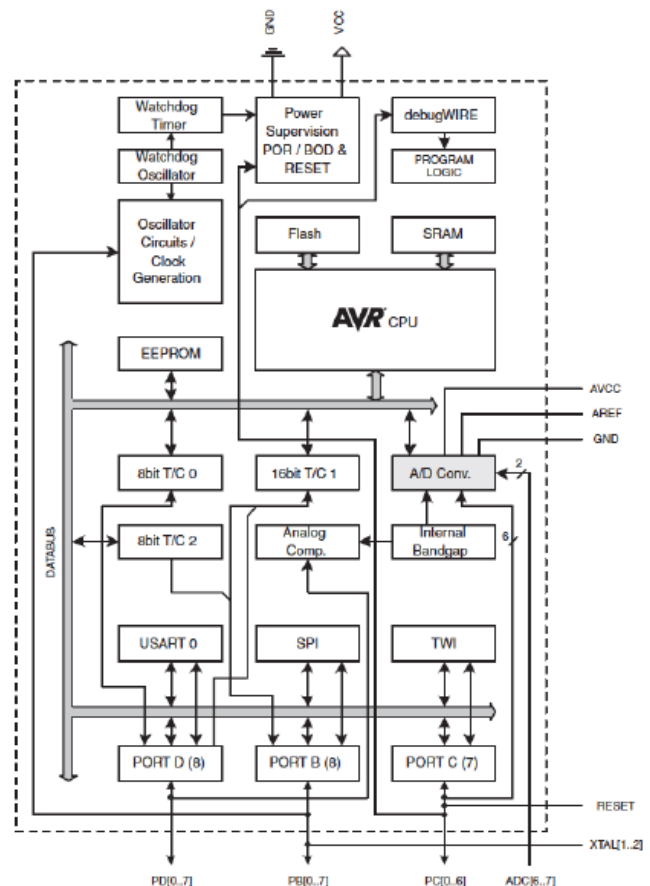 GND
VCC
Watchdog
Timer
Power
Supervision
POR / BOD &
RESET
debugWIRE
Watchdog
Oscillator
PROGRAM
LOGIC
Oscillator
Circuits /
Clock
Generation
Flash
SRAM
AVR CPU
EEPROM
AVCC
AREF
GND
8bit T/C 0
16bit T/C 1
A/D Conv.
2
DATABUS
8bit T/C 2
Analog
Comp.
Internal
Bandgap
6
USART 0
SPI
TWI
PORT D (8)
PORT B (8)
PORT C (7)
RESET
XTAL[1..2]
PD[0..7]
PB[0..7]
PC[0..6]
ADC[6..7]